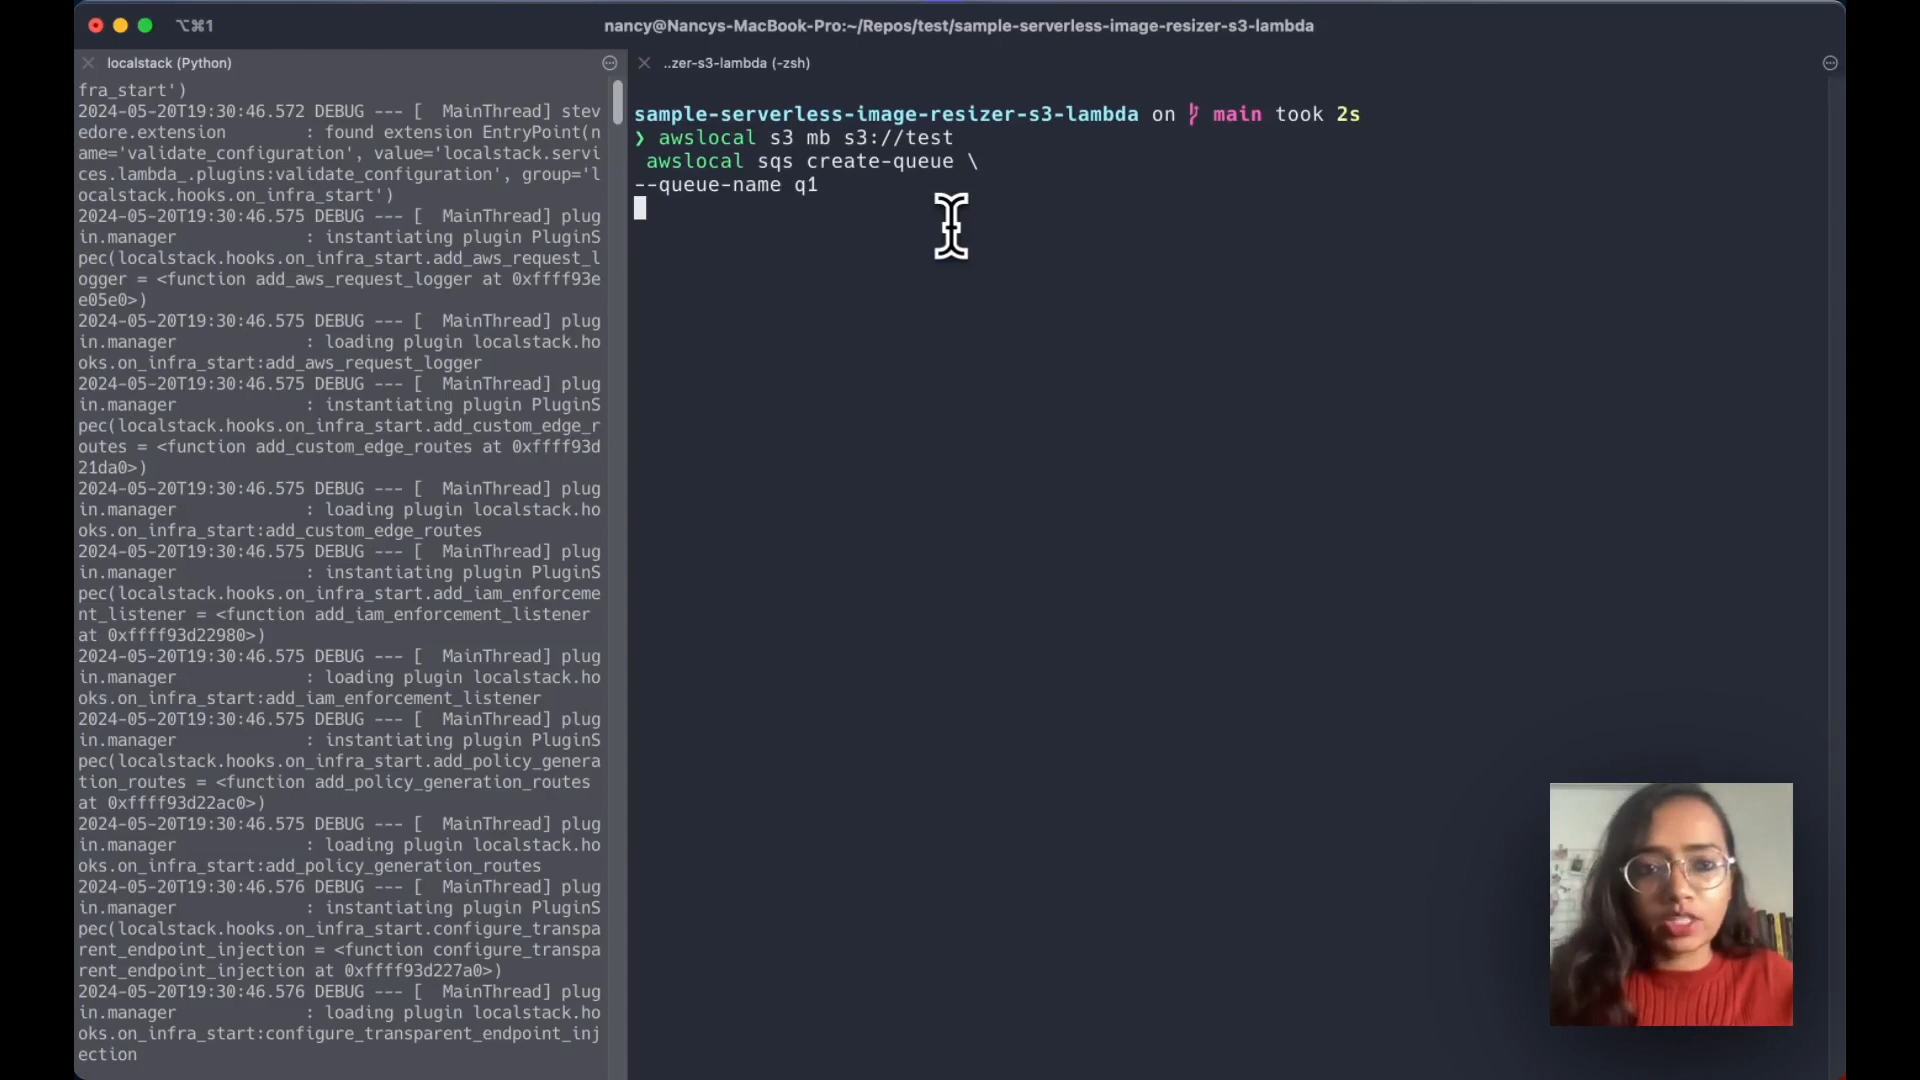 ⌥⌘1
nancy@Nancys-MacBook-Pro:~/Repos/test/sample-serverless-image-resizer-s3-lambda
localstack (Python)
fra_start')
2024-05-20T19:30:46.572 DEBUG --- [  MainThread] stev
edore.extension        : found extension EntryPoint(n
ame='validate_configuration', value='localstack.servi
ces.lambda_.plugins:validate_configuration', group='l
ocalstack.hooks.on_infra_start')
2024-05-20T19:30:46.575 DEBUG --- [  MainThread] plug
in.manager             : instantiating plugin PluginS
pec(localstack.hooks.on_infra_start.add_aws_request_l
ogger = <function add_aws_request_logger at 0xffff93e
e05e0>)
2024-05-20T19:30:46.575 DEBUG --- [  MainThread] plug
in.manager             : loading plugin localstack.ho
oks.on_infra_start:add_aws_request_logger
2024-05-20T19:30:46.575 DEBUG --- [  MainThread] plug
in.manager             : instantiating plugin PluginS
pec(localstack.hooks.on_infra_start.add_custom_edge_r
outes = <function add_custom_edge_routes at 0xffff93d
21da0>)
2024-05-20T19:30:46.575 DEBUG --- [  MainThread] plug
in.manager             : loading plugin localstack.ho
oks.on_infra_start:add_custom_edge_routes
2024-05-20T19:30:46.575 DEBUG --- [  MainThread] plug
in.manager             : instantiating plugin PluginS
pec(localstack.hooks.on_infra_start.add_iam_enforceme
nt_listener = <function add_iam_enforcement_listener
at 0xffff93d22980>)
2024-05-20T19:30:46.575 DEBUG --- [  MainThread] plug
in.manager             : loading plugin localstack.ho
oks.on_infra_start:add_iam_enforcement_listener
2024-05-20T19:30:46.575 DEBUG --- [  MainThread] plug
in.manager             : instantiating plugin PluginS
pec(localstack.hooks.on_infra_start.add_policy_genera
tion_routes = <function add_policy_generation_routes
at 0xffff93d22ac0>)
2024-05-20T19:30:46.575 DEBUG --- [  MainThread] plug
in.manager             : loading plugin localstack.ho
oks.on_infra_start:add_policy_generation_routes
2024-05-20T19:30:46.576 DEBUG --- [  MainThread] plug
in.manager             : instantiating plugin PluginS
pec(localstack.hooks.on_infra_start.configure_transpa
rent_endpoint_injection = <function configure_transpa
rent_endpoint_injection at 0xffff93d227a0>)
2024-05-20T19:30:46.576 DEBUG --- [  MainThread] plug
in.manager             : loading plugin localstack.ho
oks.on_infra_start:configure_transparent_endpoint_inj
ection
..zer-s3-lambda (-zsh)
sample-serverless-image-resizer-s3-lambda on main took 2s
❯ awslocal s3 mb s3://test
awslocal sqs create-queue \
--queue-name q1